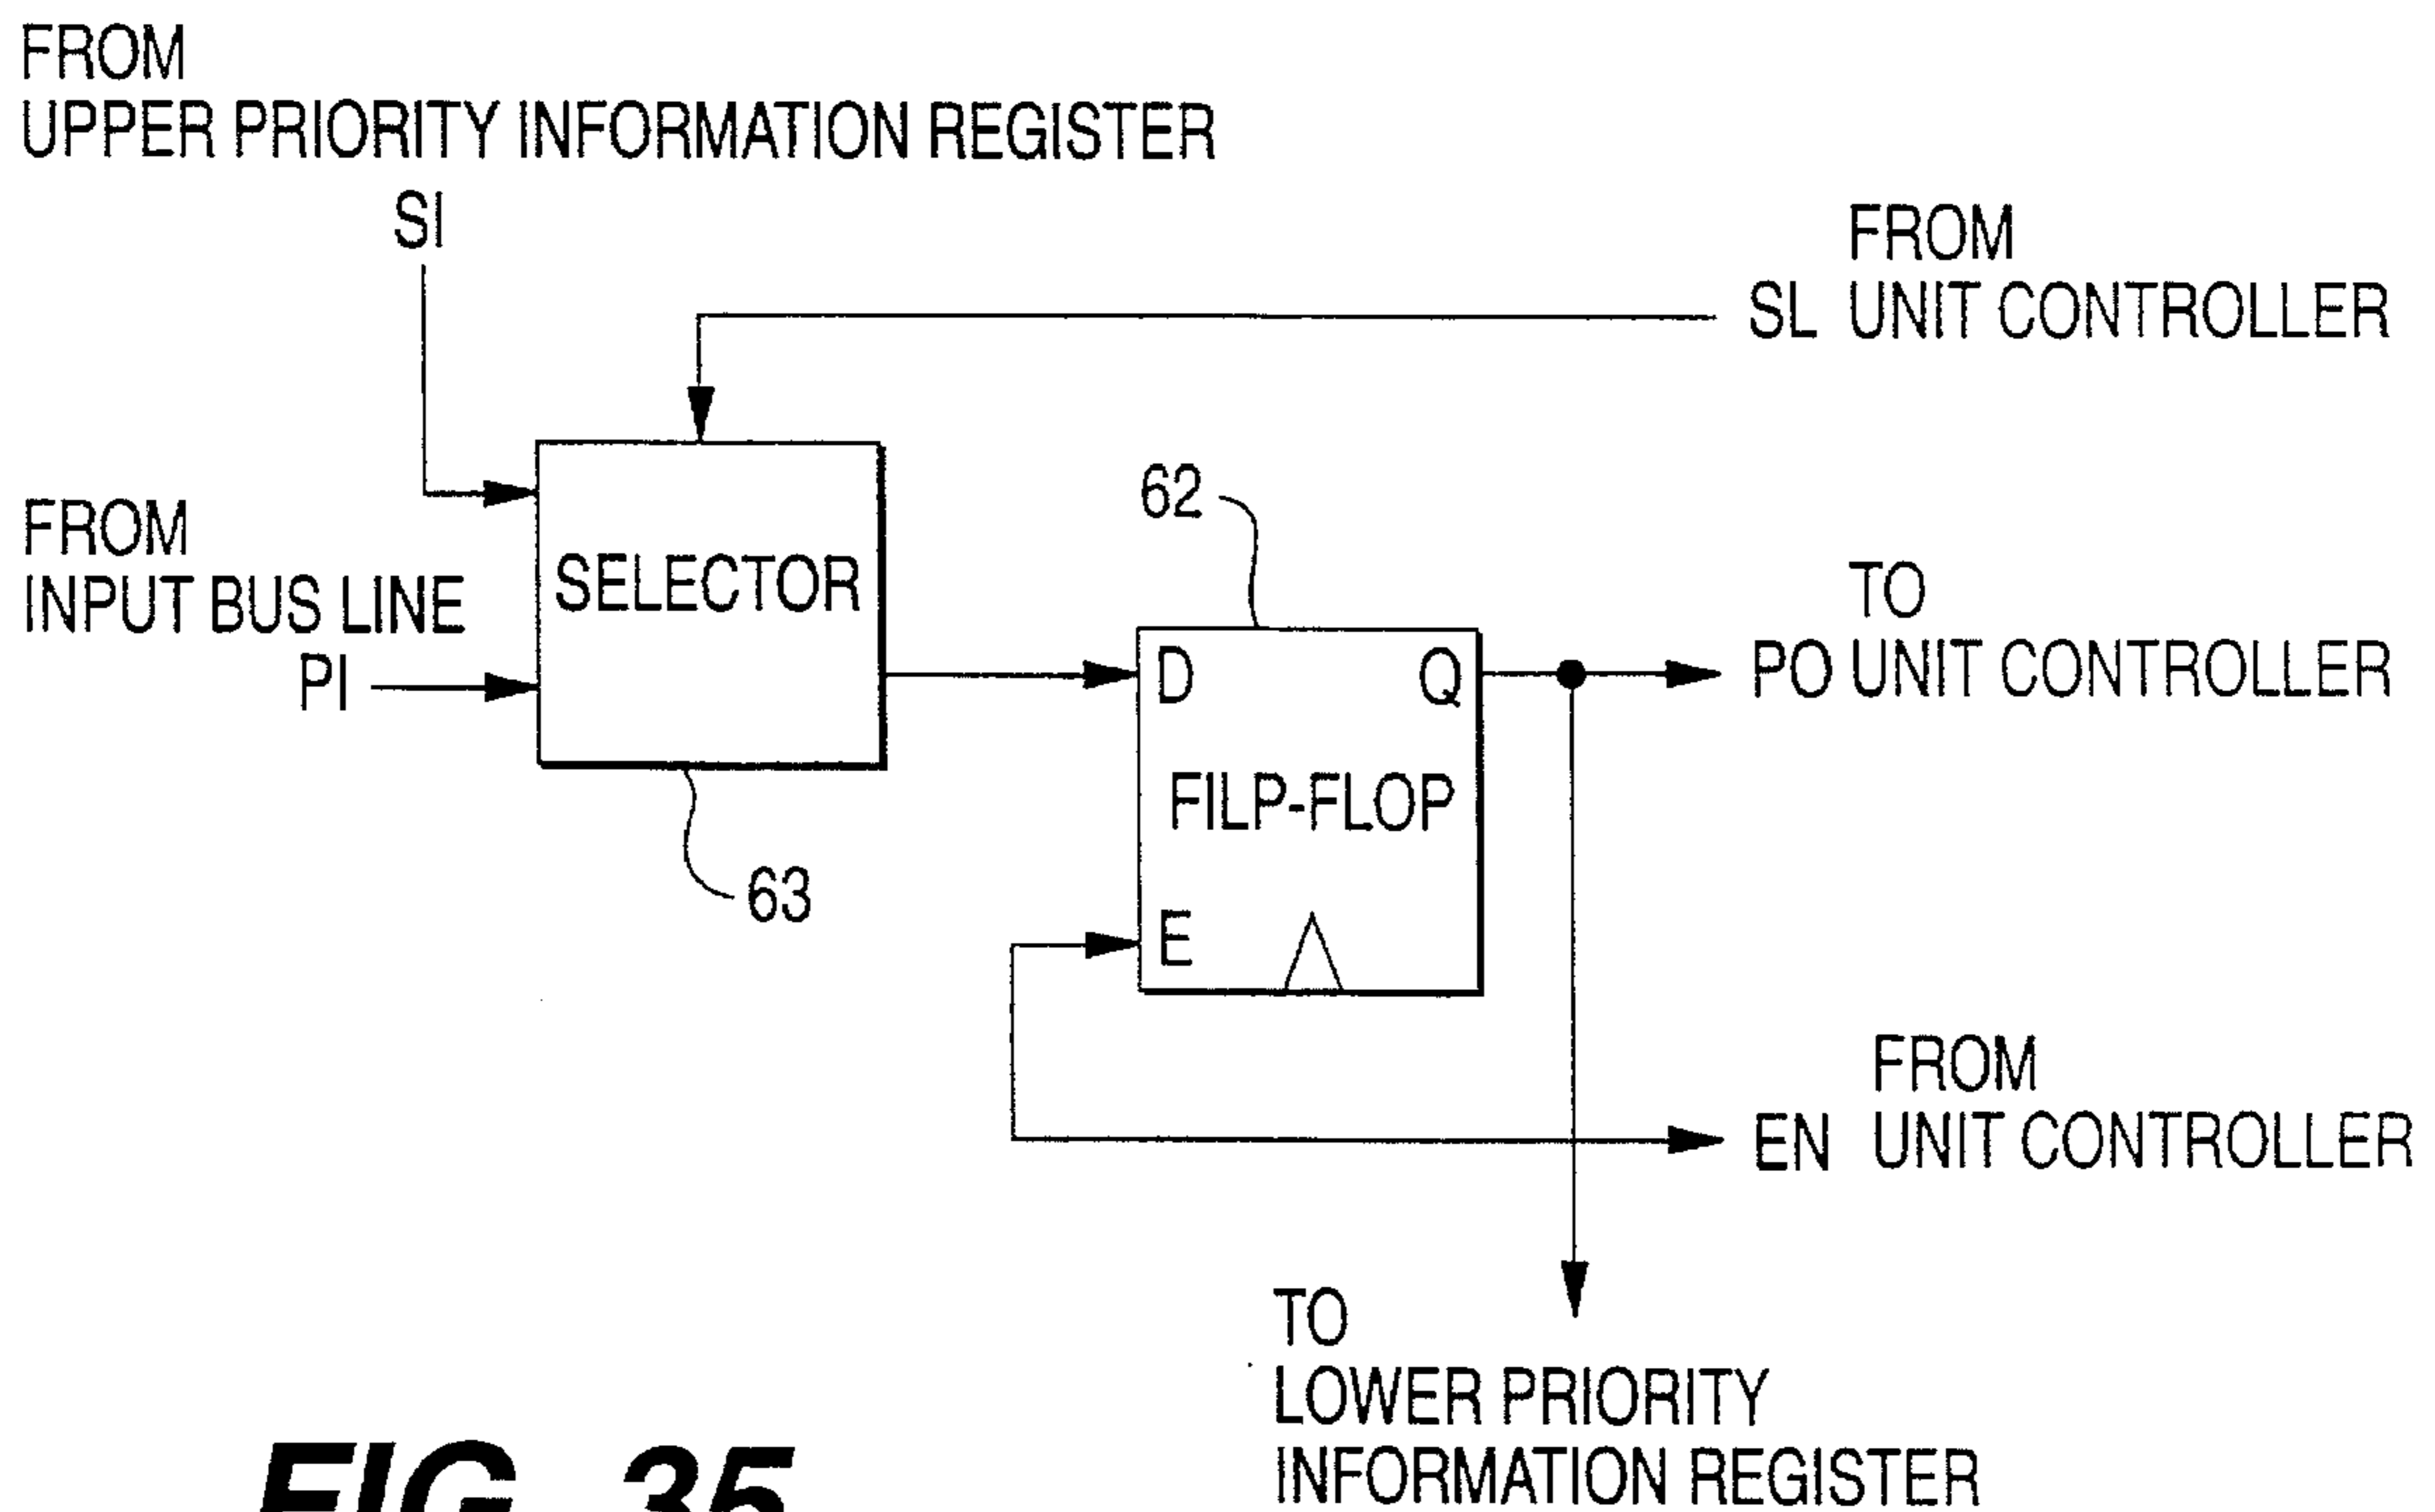 FROM
UPPER PRIORITY INFORMATION REGISTER
SI
FROM
SL UNIT CONTROLLER
FROM
INPUT BUS LINE
PI
SELECTOR
63
62
D Q
FILP-FLOP
E
TO
PO UNIT CONTROLLER
FROM
EN UNIT CONTROLLER
TO
LOWER PRIORITY
INFORMATION REGISTER
FIG. 35